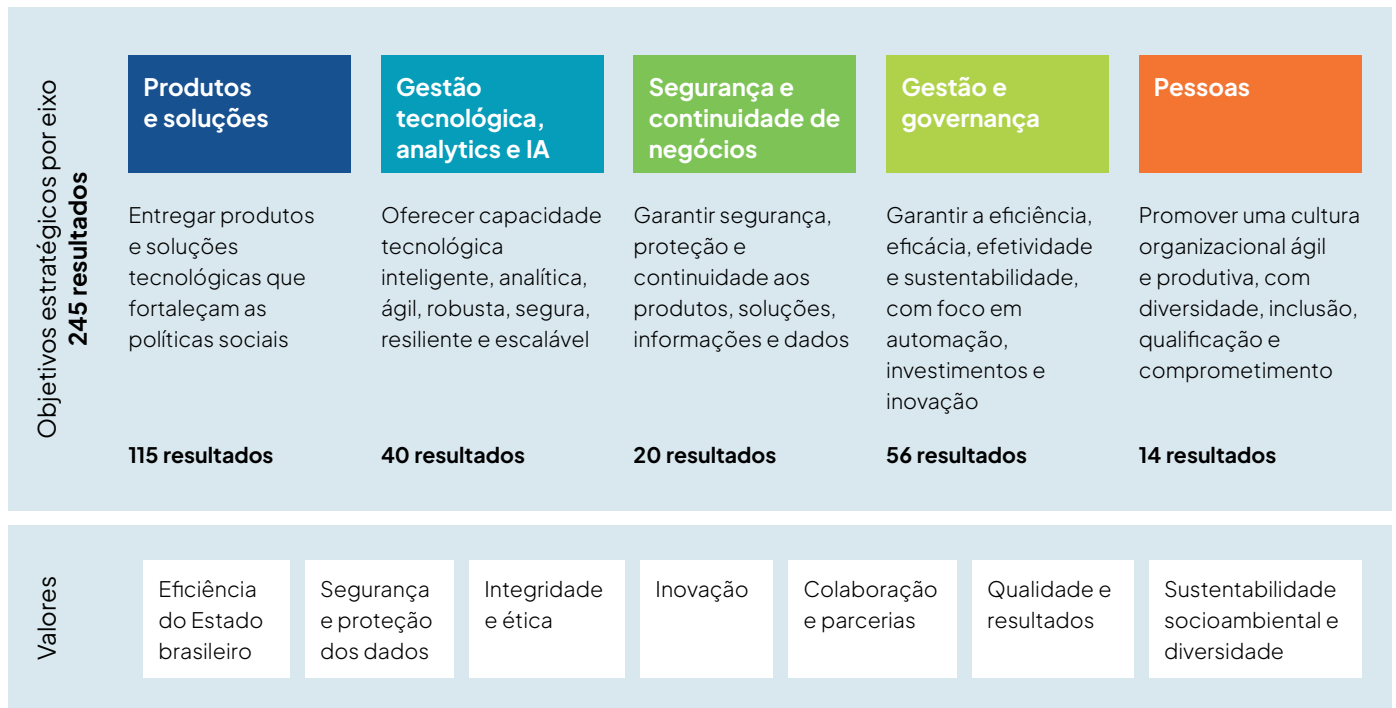 Objetivos estratégicos por eixo
245 resultados
Produtos
e soluções
Entregar produtos
e soluções
tecnológicas que
fortaleçam as
políticas sociais
115 resultados
Gestão
tecnológica,
analytics e IA
Oferecer capacidade
tecnológica
inteligente, analítica,
ágil, robusta, segura,
resiliente e escalável
40 resultados
Segurança e
continuidade de
negócios
Garantir segurança,
proteção e
continuidade aos
produtos, soluções,
informações e dados
20 resultados
Gestão e
governança
Garantir a eficiência,
eficácia, efetividade
e sustentabilidade,
com foco em
automação,
investimentos e
inovação
56 resultados
Pessoas
Promover uma cultura
organizacional ágil
e produtiva, com
diversidade, inclusão,
qualificação e
comprometimento
14 resultados
Valores
Eficiência
do Estado
brasileiro
Segurança
e proteção
dos dados
Integridade
e ética
Inovação
Colaboração
e parcerias
Qualidade e
resultados
Sustentabilidade
socioambiental e
diversidade